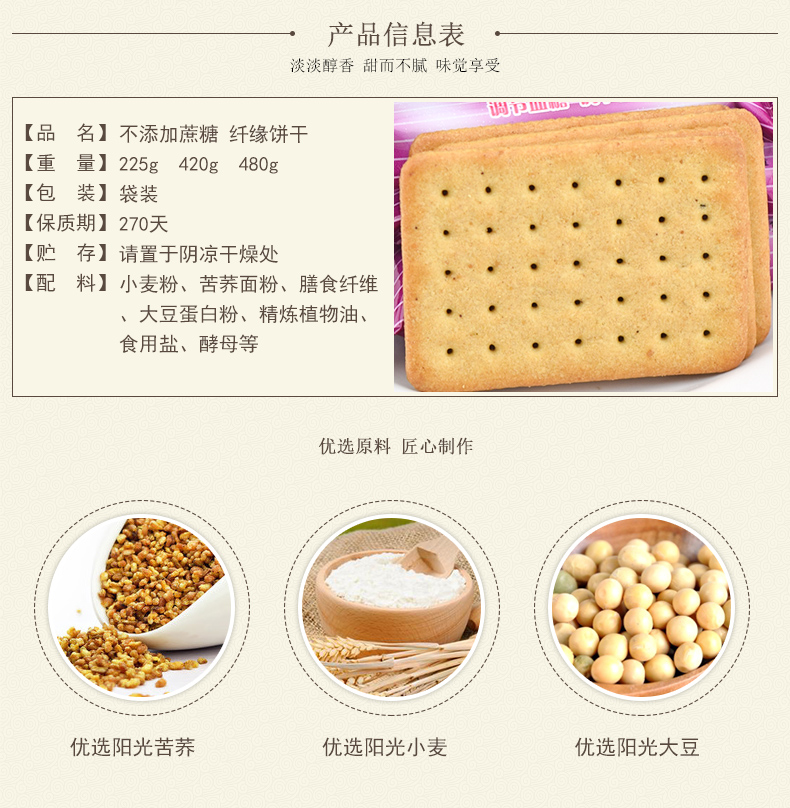 产品信息表
淡淡醇香 甜而不腻 味觉享受
【品 名】不添加蔗糖 纤缘饼干
【重 量】225g 420g 480g
【包 装】袋装
【保质期】270天
【贮 存】请置于阴凉干燥处
【配 料】小麦粉、苦荞面粉、膳食纤维
、大豆蛋白粉、精炼植物油、
食用盐、酵母等
调节血糖
优选原料 匠心制作
优选阳光苦荞
优选阳光小麦
优选阳光大豆